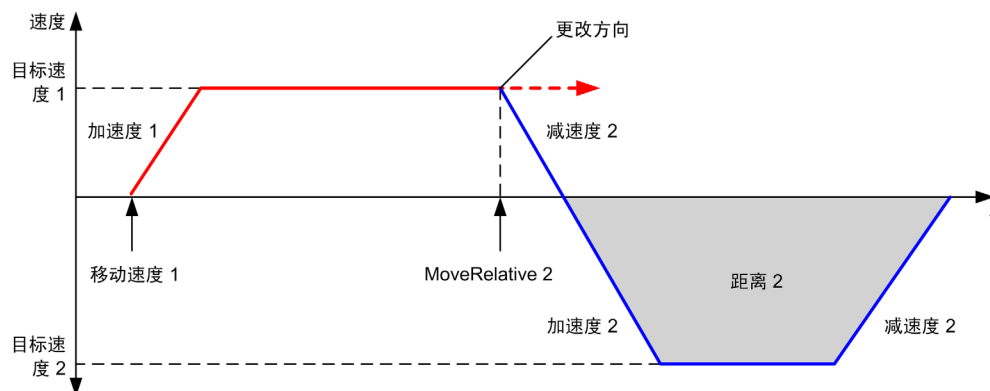 速度
更改方向
目标速
度 1
加速度 1
减速度 2
移动速度 1
MoveRelative 2
距离 2
加速度 2
减速度 2
目标速
度 2